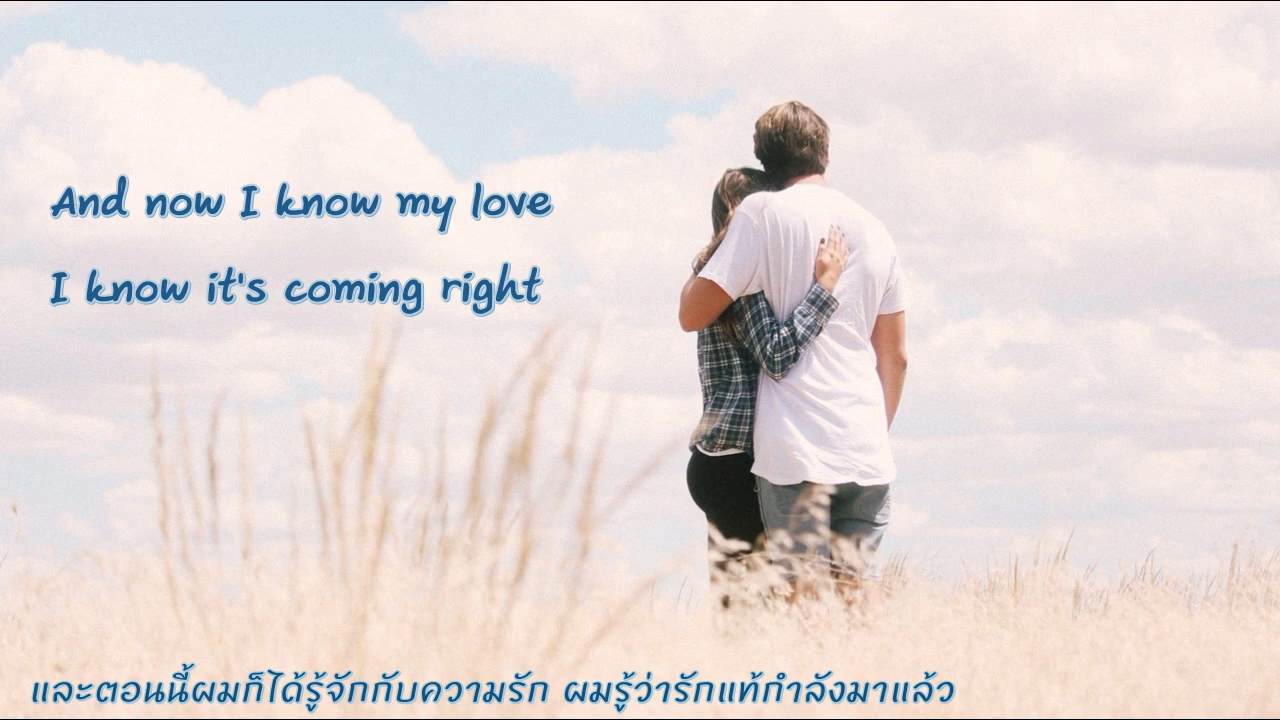 And now I know my love
I know it's coming right
และตอนนี้ผมก็ได้รู้จักกับความรัก ผมรู้ว่ารักแท้กำลังมาแล้ว